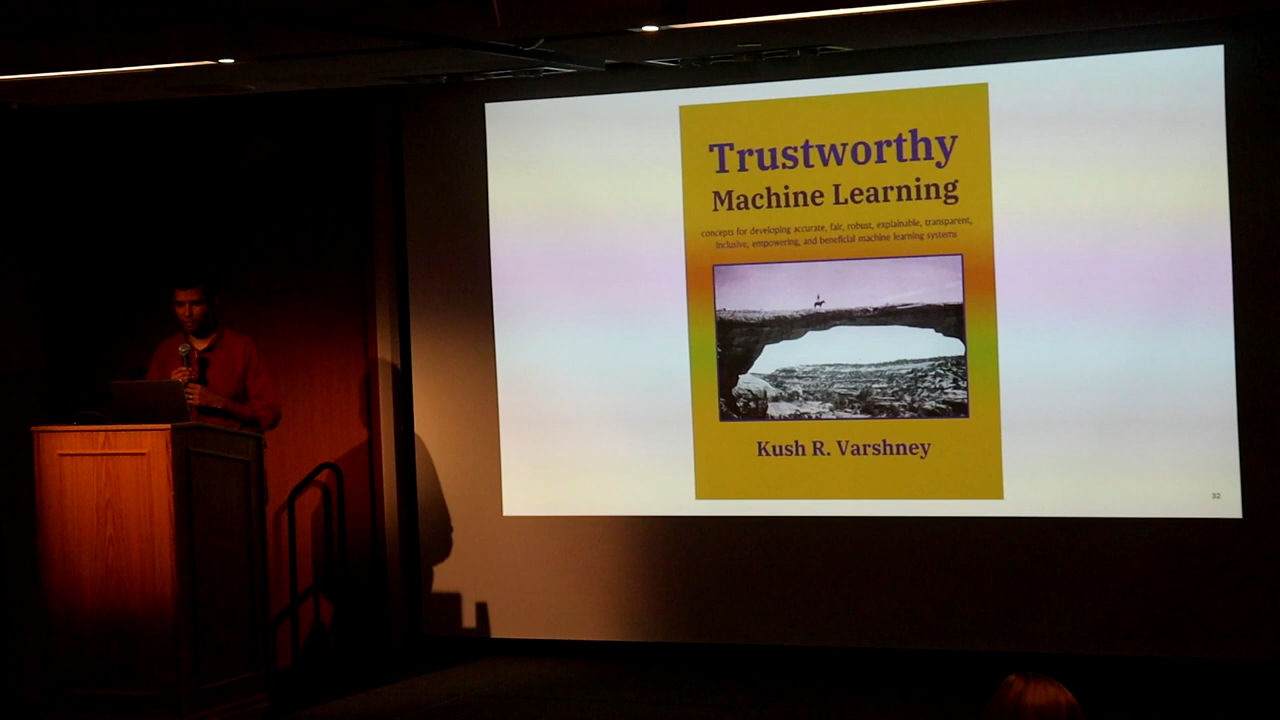 Trustworthy
Machine Learning
concepts for developing accurate, fair, robust, explainable, transparent,
inclusive, empowering, and beneficial machine learning systems
Kush R. Varshney
32